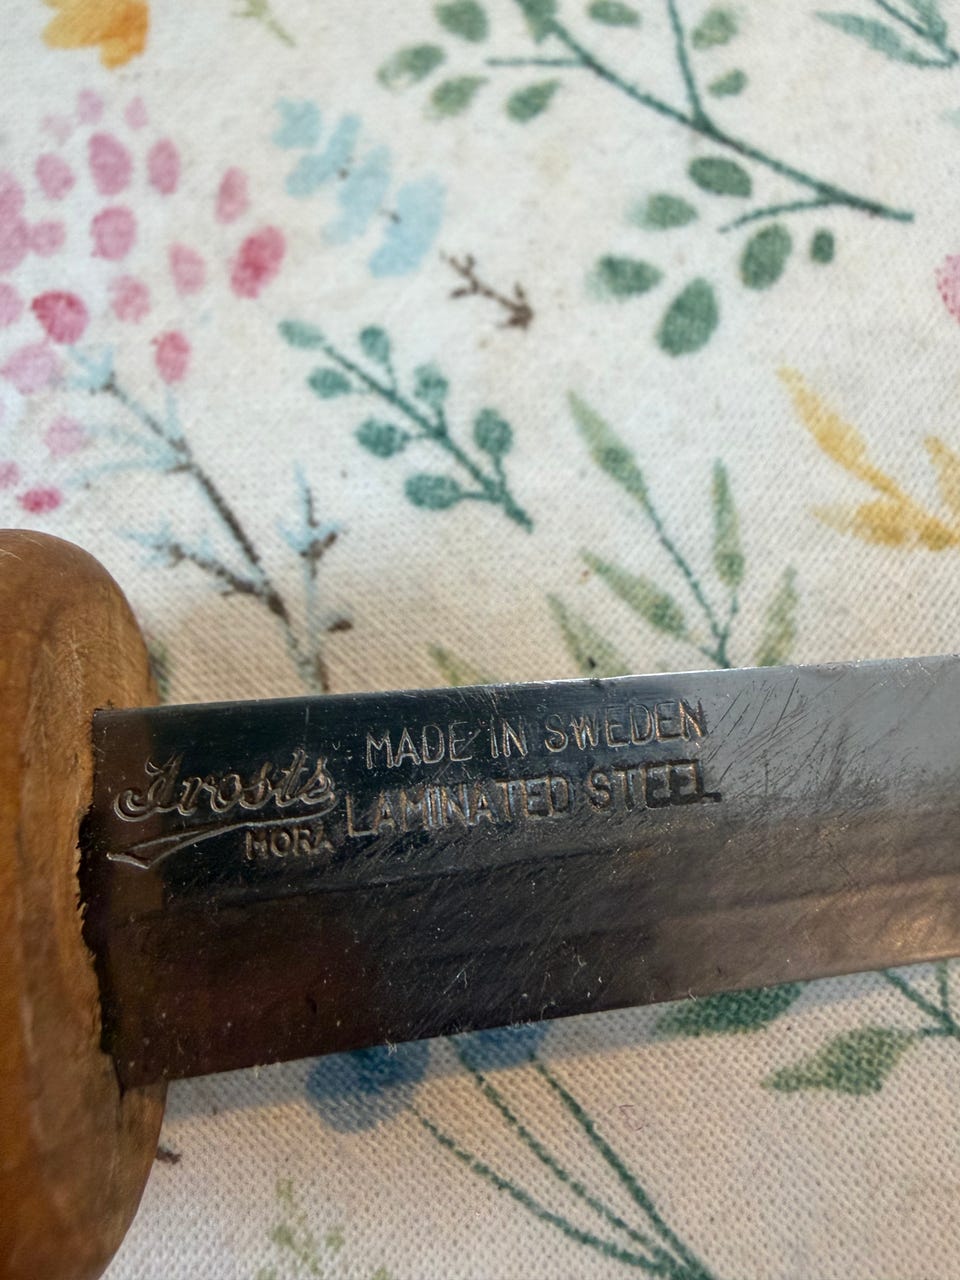 Frosts
MORA
MADE IN SWEDEN
LAMINATED STEEL